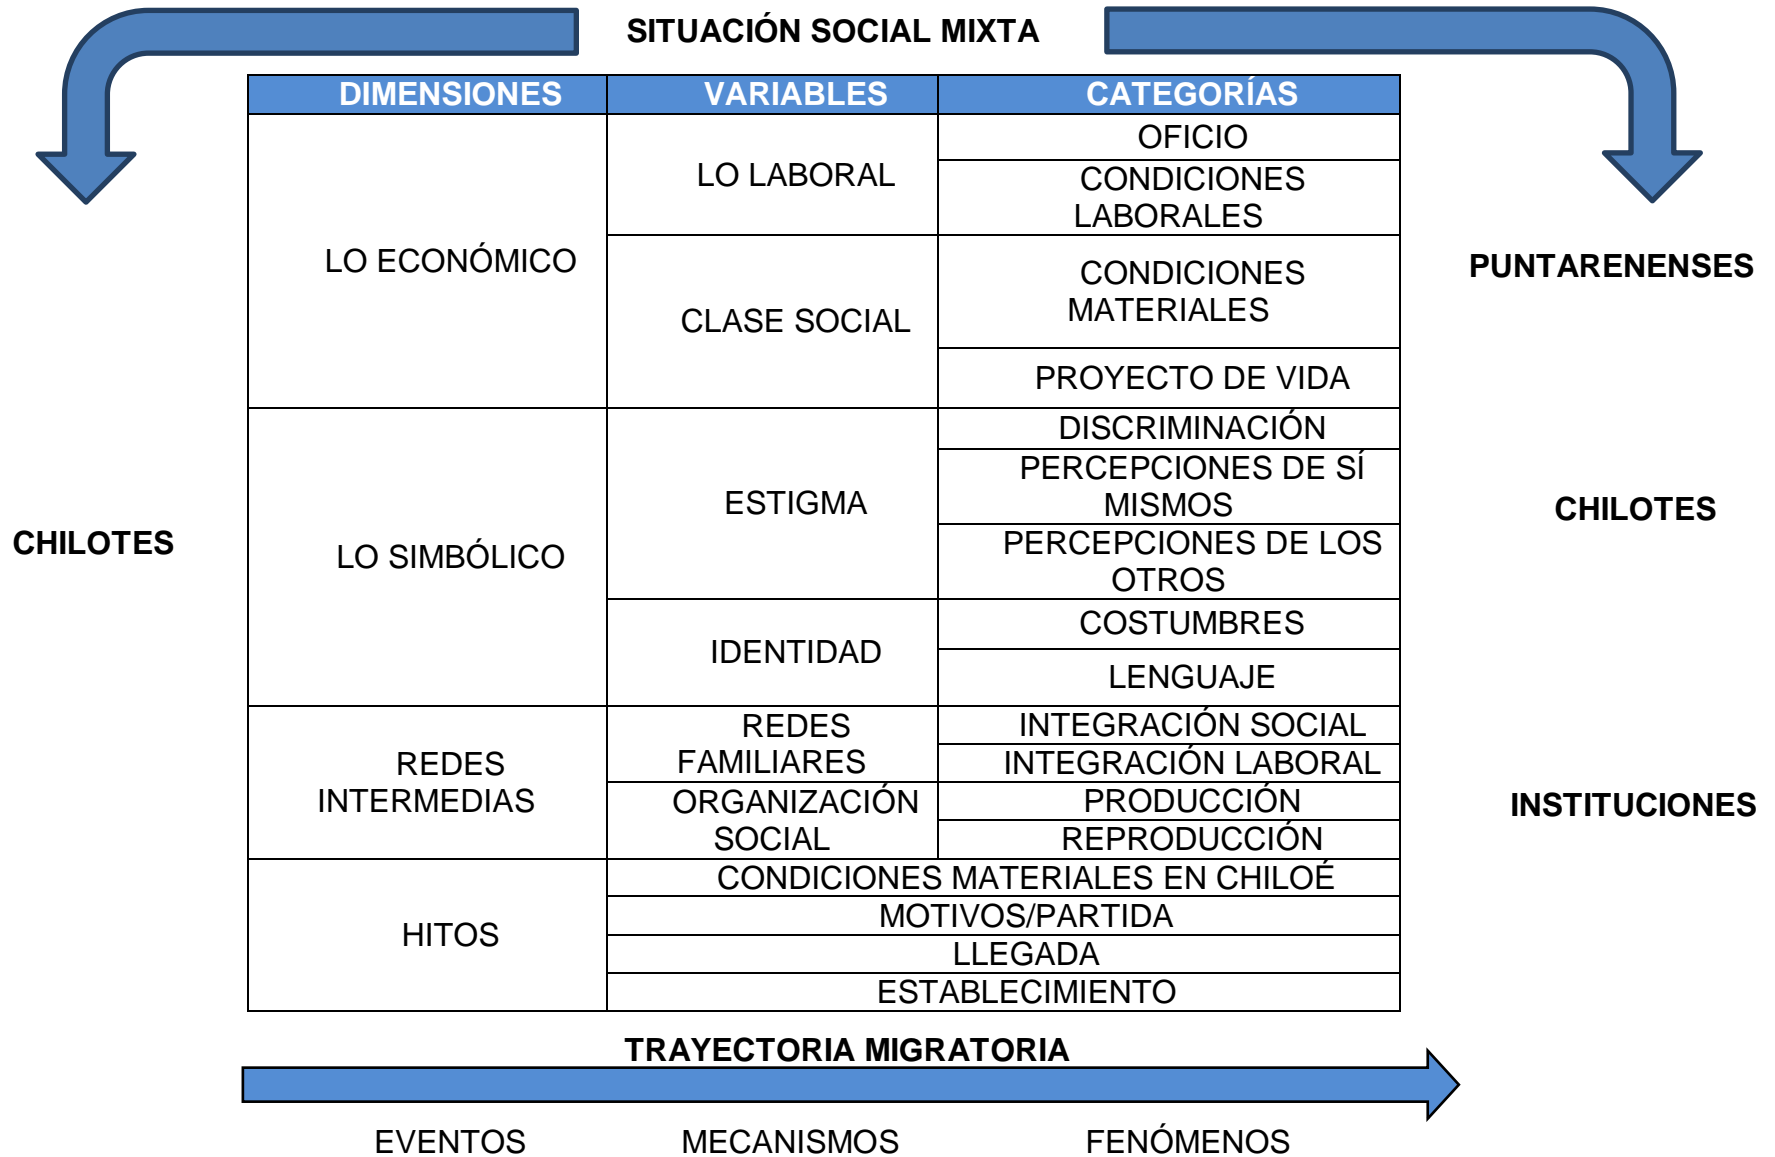 SITUACIÓN SOCIAL MIXTA
DIMENSIONES
VARIABLES
CATEGORÍAS
LO ECONÓMICO
LO LABORAL
OFICIO
CONDICIONES
LABORALES
CLASE SOCIAL
CONDICIONES
MATERIALES
PROYECTO DE VIDA
LO SIMBÓLICO
ESTIGMA
DISCRIMINACIÓN
PERCEPCIONES DE SÍ
MISMOS
PERCEPCIONES DE LOS
OTROS
IDENTIDAD
COSTUMBRES
LENGUAJE
REDES
INTERMEDIAS
REDES
FAMILIARES
INTEGRACIÓN SOCIAL
INTEGRACIÓN LABORAL
ORGANIZACIÓN
SOCIAL
PRODUCCIÓN
REPRODUCCIÓN
HITOS
CONDICIONES MATERIALES EN CHILOÉ
MOTIVOS/PARTIDA
LLEGADA
ESTABLECIMIENTO
CHILOTES
PUNTARENENSES
CHILOTES
INSTITUCIONES
TRAYECTORIA MIGRATORIA
EVENTOS
MECANISMOS
FENÓMENOS